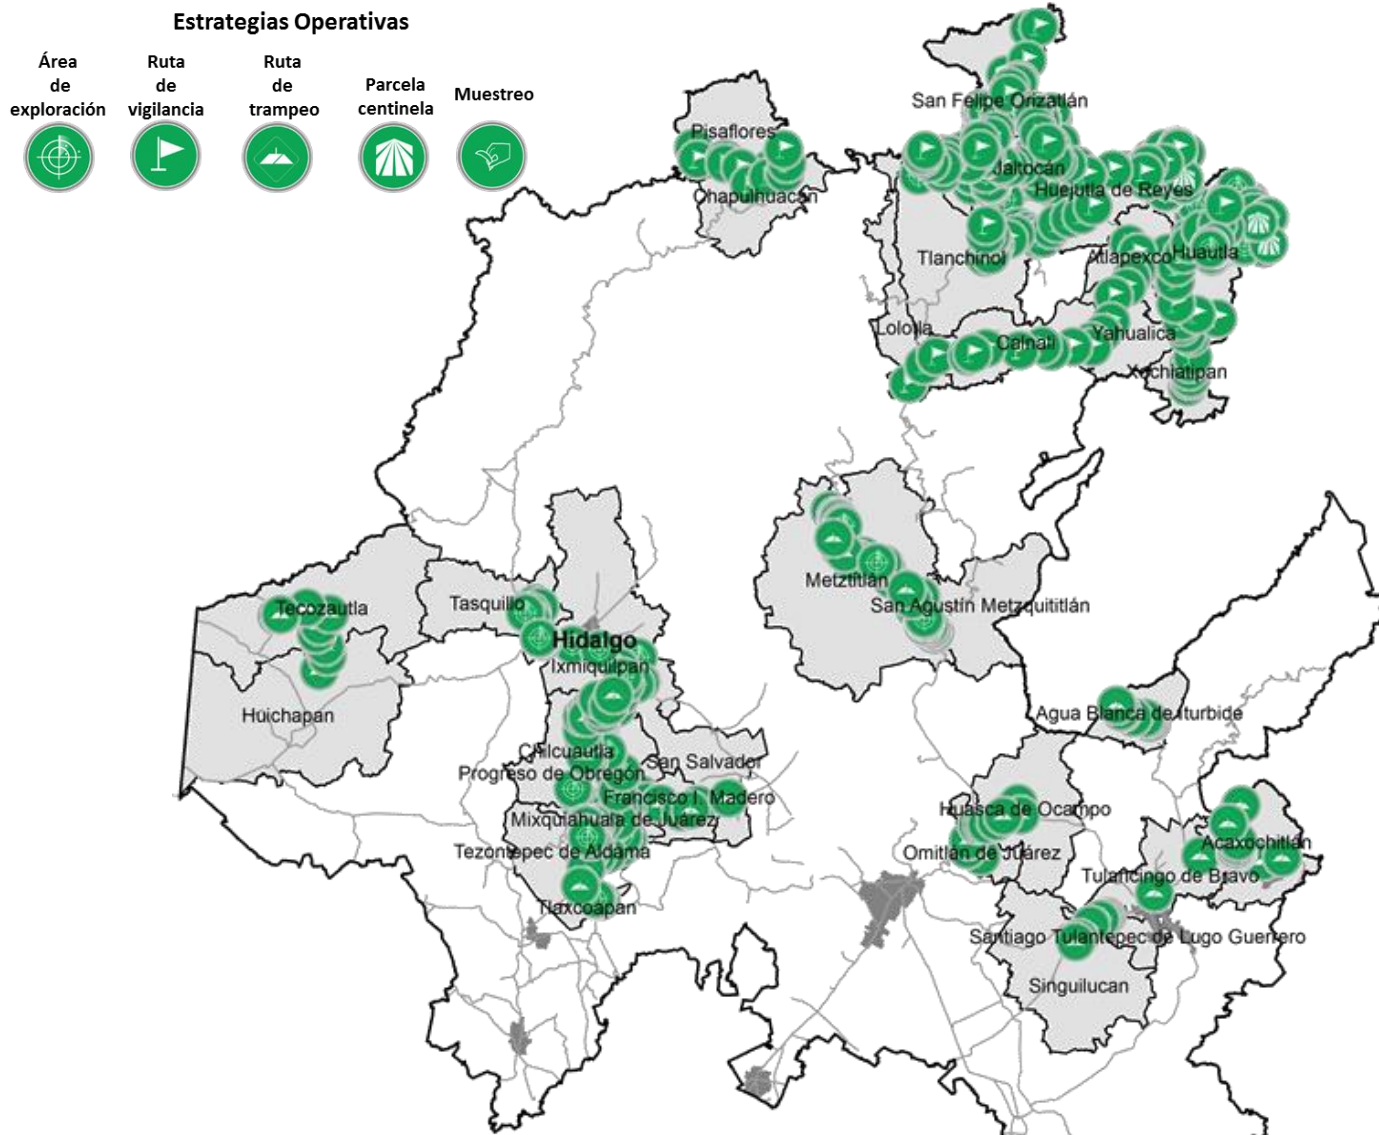 Estrategias Operativas
Área
de
exploración
Ruta
de
vigilancia
Ruta
de
trampeo
Parcela
centinela
Muestreo
San Felipe Orizatlán
Pisaflores
Jaltocán
Huejutla de Reyes
Chapulhuacán
Tlanchinol
Atlapexco
Huautla
Lolotla
Calnali
Yahualica
Xochiatipan
Metztitlán
San Agustín Metzquititlán
Tecozautla
Tasquillo
Hidalgo
Ixmiquilpan
Huichapan
Agua Blanca de Iturbide
Chilcuautla
San Salvador
Progreso de Obregón
Francisco I. Madero
Mixquiahuala de Juárez
Tezontepec de Aldama
Tlaxcoapan
Huasca de Ocampo
Omitlán de Juárez
Acaxochitlán
Tulancingo de Bravo
Santiago Tulantepec de Lugo Guerrero
Singuilucan